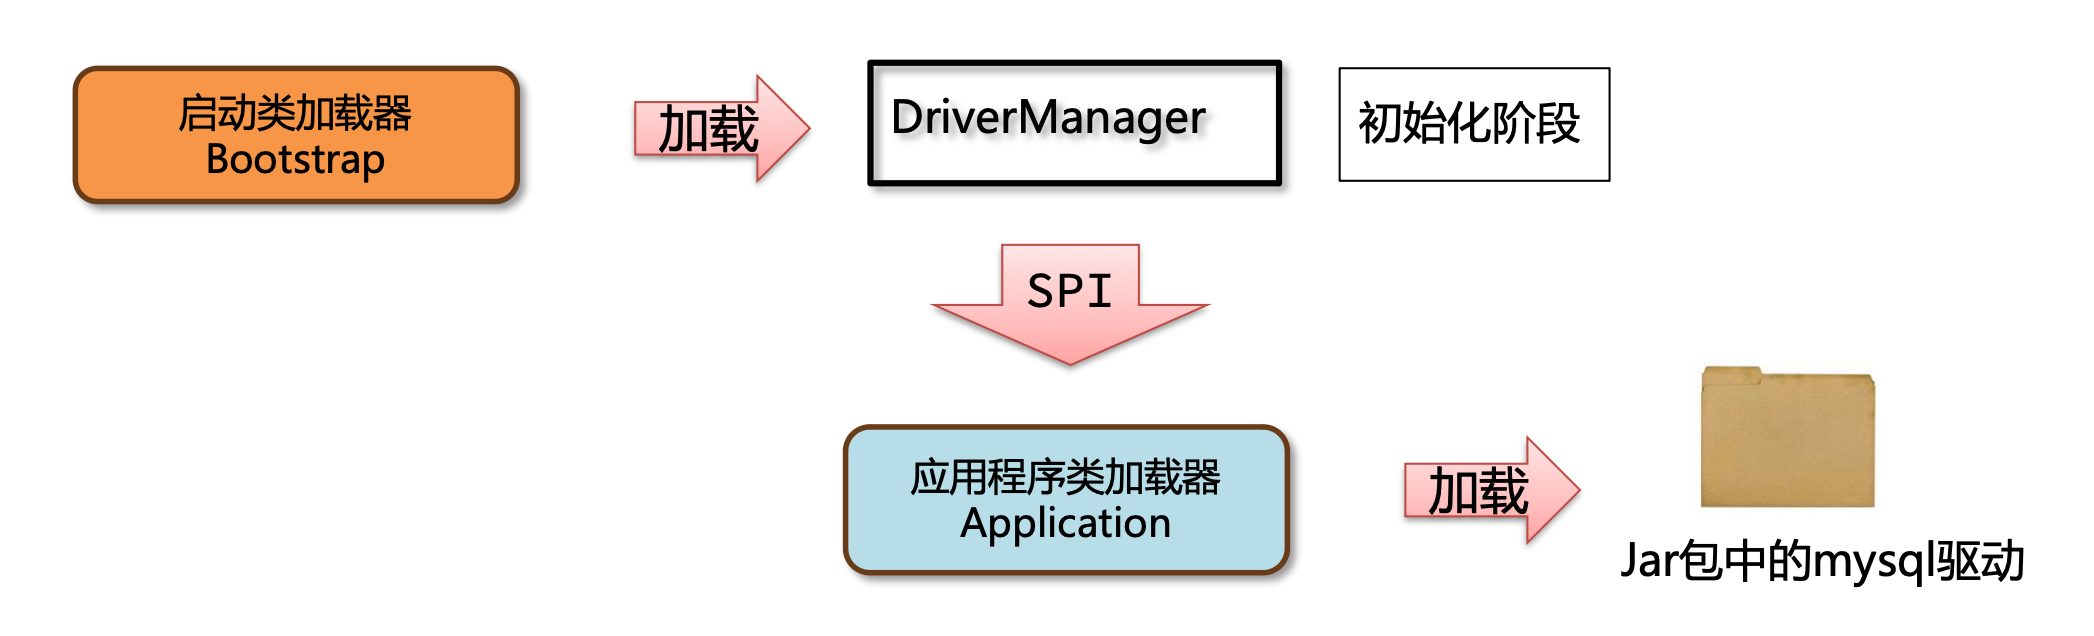 启动类加载器
Bootstrap
加载
DriverManager
初始化阶段
SPI
应用程序类加载器
Application
加载
Jar包中的mysql驱动